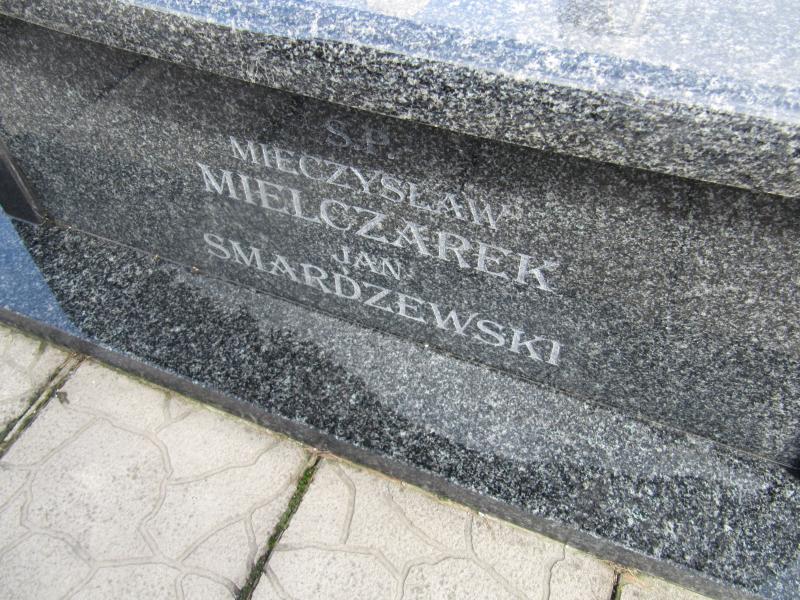 Ś.P.
MIECZYSŁAW
MIELCZAREK
JAN
SMARDZEWSKI